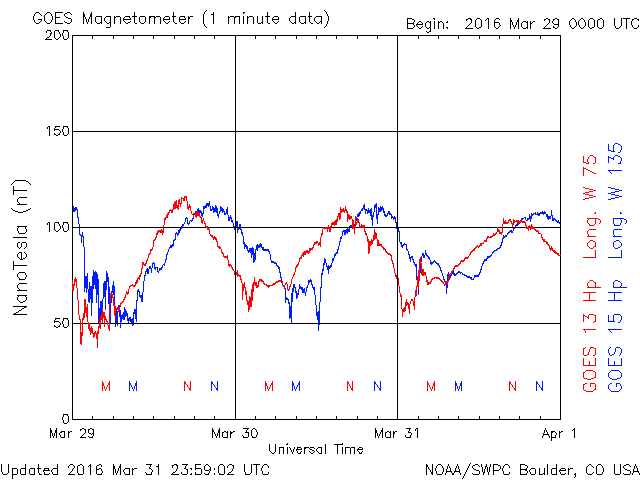 GOES Magnetometer (1 minute data)
Begin: 2016 Mar 29 0000 UTC
200
150
100
50
0
NanoTesla (nT)
M M N N M M N N M M N N
Mar 29 Mar 30 Mar 31 Apr 1
Universal Time
GOES 13 Hp Long. W 75
GOES 15 Hp Long. W 135
Updated 2016 Mar 31 23:59:02 UTC
NOAA/SWPC Boulder, CO USA